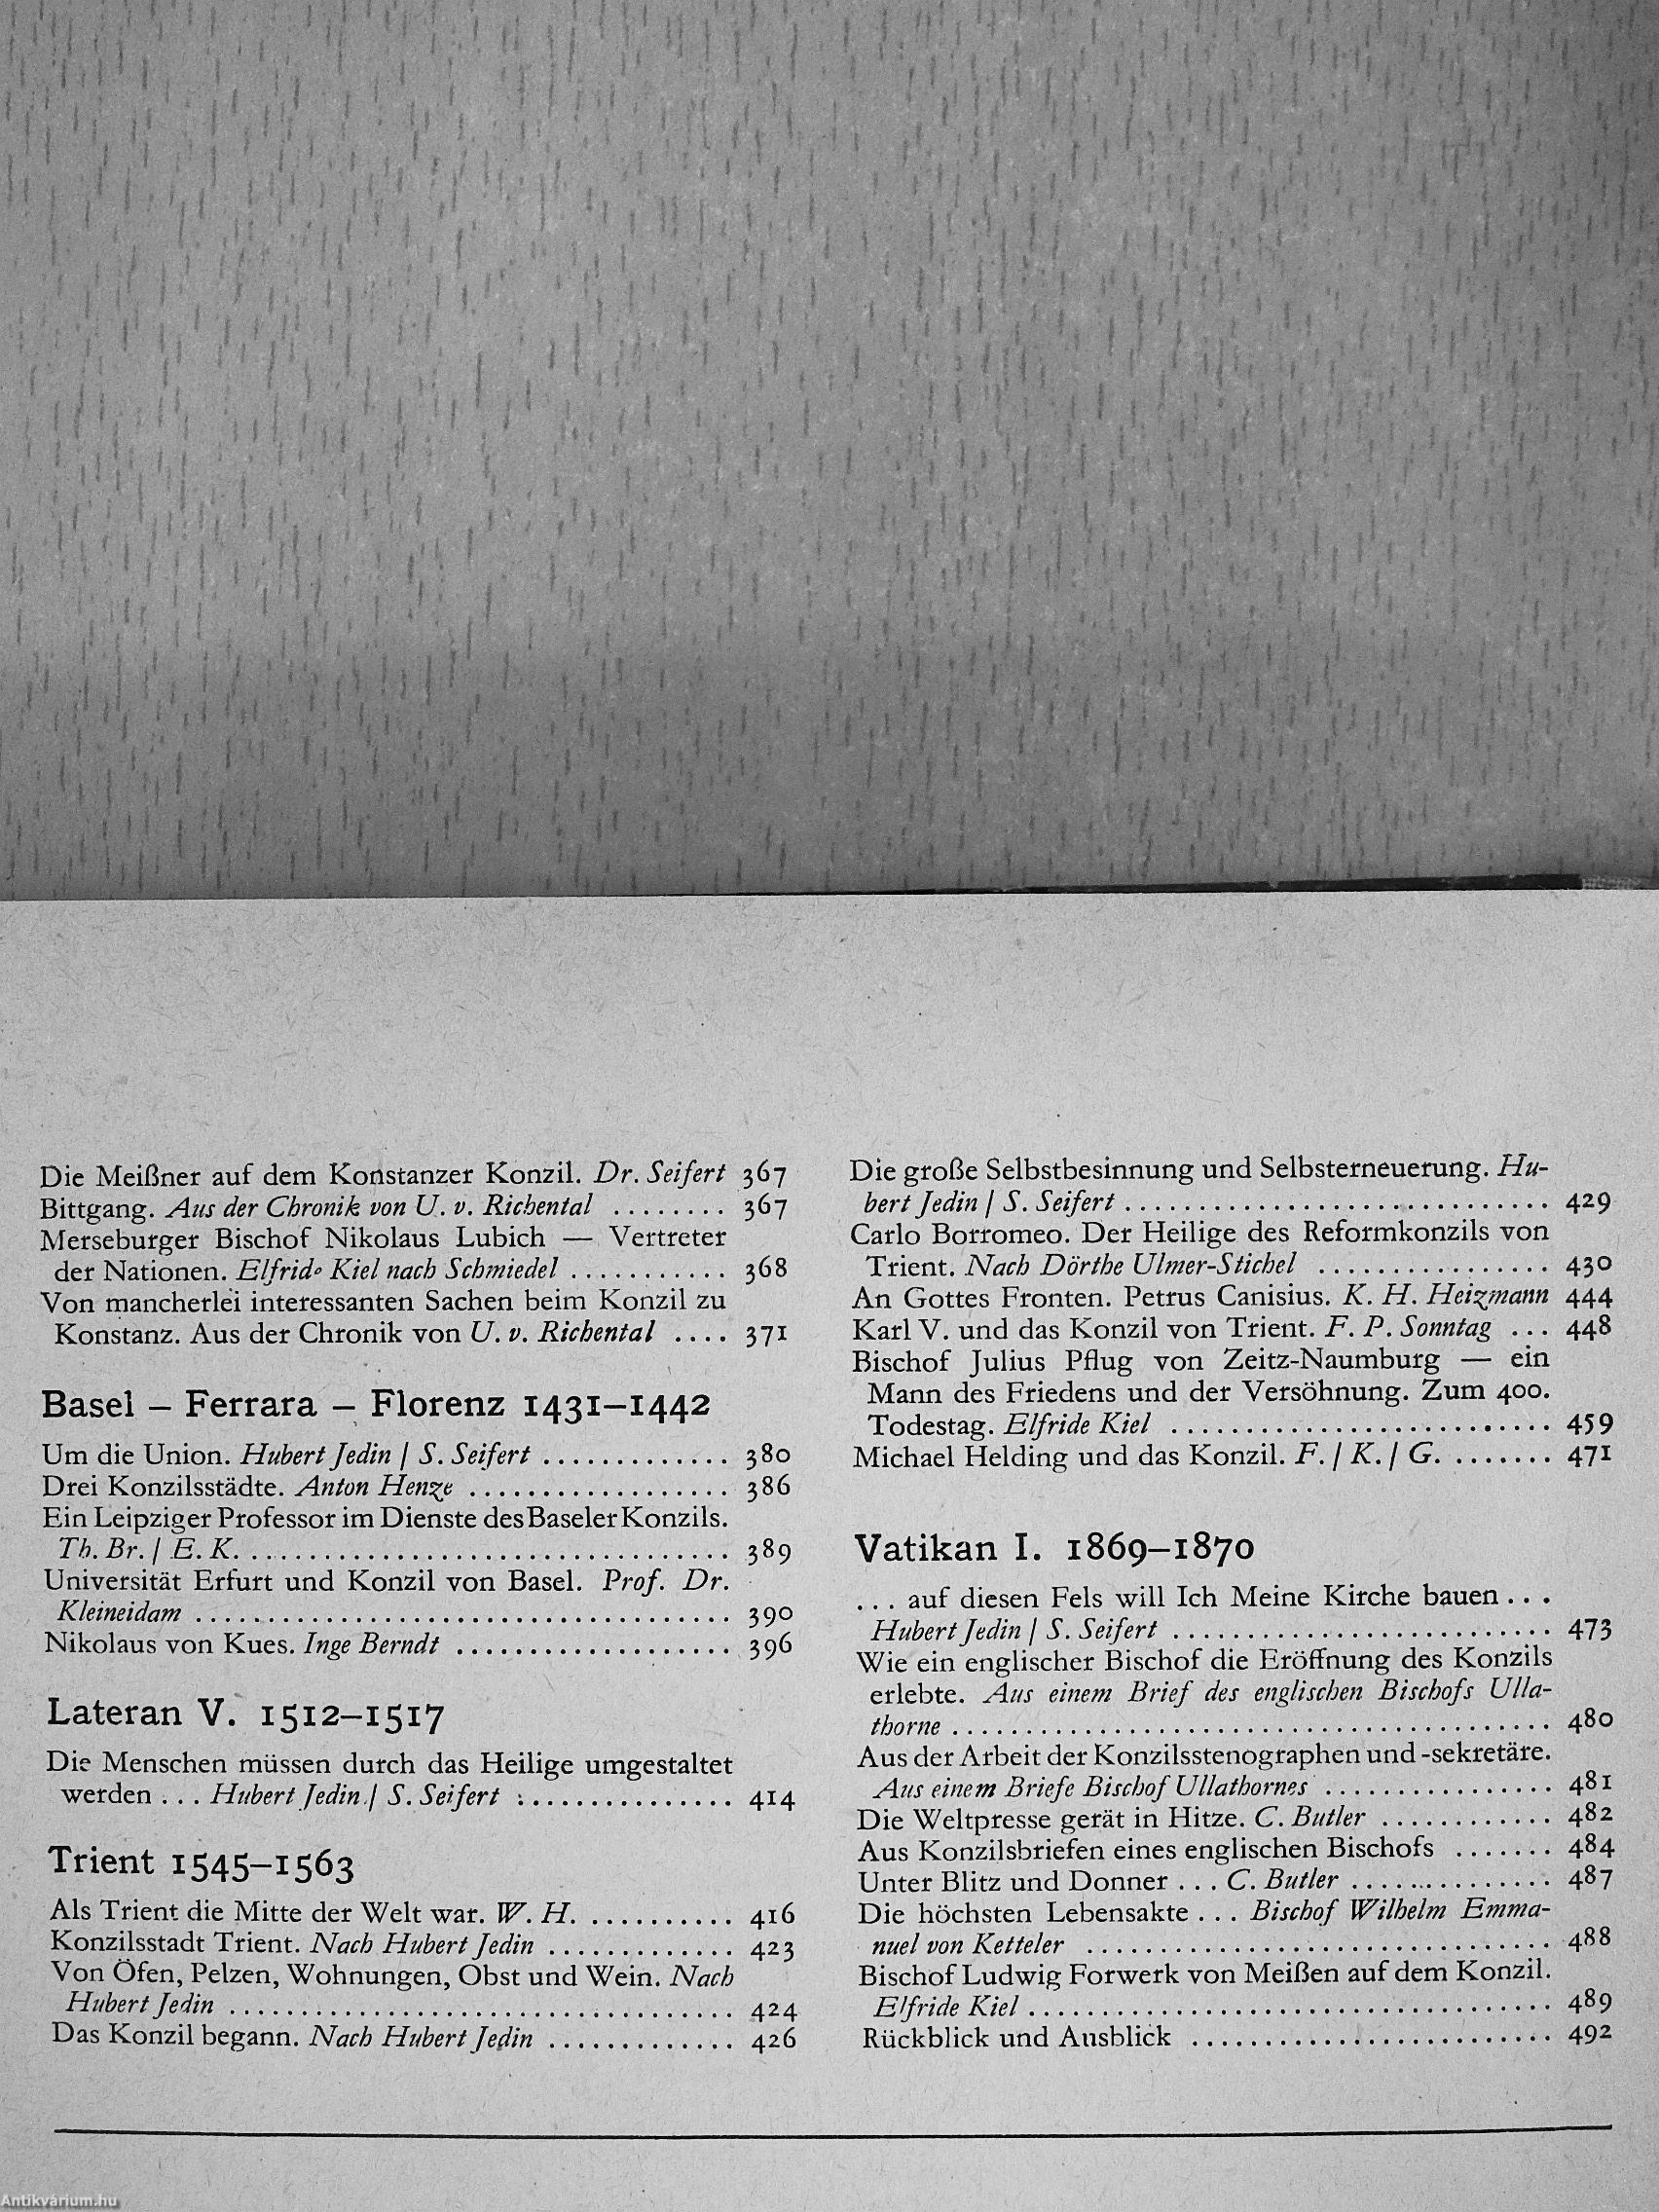 Die Meißner auf dem Konstanzer Konzil. Dr. Seifert 367
Bittgang. Aus der Chronik von U. v. Richental ........ 367
Merseburger Bischof Nikolaus Lubich — Vertreter
der Nationen. Elfride Kiel nach Schmiedel ........... 368
Von mancherlei interessanten Sachen beim Konzil zu
Konstanz. Aus der Chronik von U. v. Richental .... 371
Basel – Ferrara – Florenz 1431–1442
Um die Union. Hubert Jedin / S. Seifert ............. 380
Drei Konzilsstädte. Anton Henze .................. 386
Ein Leipziger Professor im Dienste des Baseler Konzils.
Th. Br. / E. K. .................................. 389
Universität Erfurt und Konzil von Basel. Prof. Dr.
Kleineidam ..................................... 390
Nikolaus von Kues. Inge Berndt ................... 396
Lateran V. 1512–1517
Die Menschen müssen durch das Heilige umgestaltet
werden ... Hubert Jedin / S. Seifert ............... 414
Trient 1545–1563
Als Trient die Mitte der Welt war. W. H. .......... 416
Konzilsstadt Trient. Nach Hubert Jedin ............. 423
Von Öfen, Pelzen, Wohnungen, Obst und Wein. Nach
Hubert Jedin ................................... 424
Das Konzil begann. Nach Hubert Jedin ............. 426
Die große Selbstbesinnung und Selbsterneuerung. Hu-
bert Jedin / S. Seifert .............................. 429
Carlo Borromeo. Der Heilige des Reformkonzils von
Trient. Nach Dörthe Ulmer-Stichel ................ 430
An Gottes Fronten. Petrus Canisius. K. H. Heizmann 444
Karl V. und das Konzil von Trient. F. P. Sonntag ... 448
Bischof Julius Pflug von Zeitz-Naumburg — ein
Mann des Friedens und der Versöhnung. Zum 400.
Todestag. Elfride Kiel .......................... 459
Michael Helding und das Konzil. F. / K. / G. ....... 471
Vatikan I. 1869–1870
... auf diesen Fels will Ich Meine Kirche bauen ...
Hubert Jedin / S. Seifert .......................... 473
Wie ein englischer Bischof die Eröffnung des Konzils
erlebte. Aus einem Brief des englischen Bischofs Ulla-
thorne ......................................... 480
Aus der Arbeit der Konzilsstenographen und -sekretäre.
Aus einem Briefe Bischof Ullathornes ................ 481
Die Weltpresse gerät in Hitze. C. Butler ............ 482
Aus Konzilsbriefen eines englischen Bischofs ....... 484
Unter Blitz und Donner ... C. Butler .............. 487
Die höchsten Lebensakte ... Bischof Wilhelm Emma-
nuel von Ketteler ................................ 488
Bischof Ludwig Forwerk von Meißen auf dem Konzil.
Elfride Kiel .................................... 489
Rückblick und Ausblick ......................... 492
Antikvárium.hu